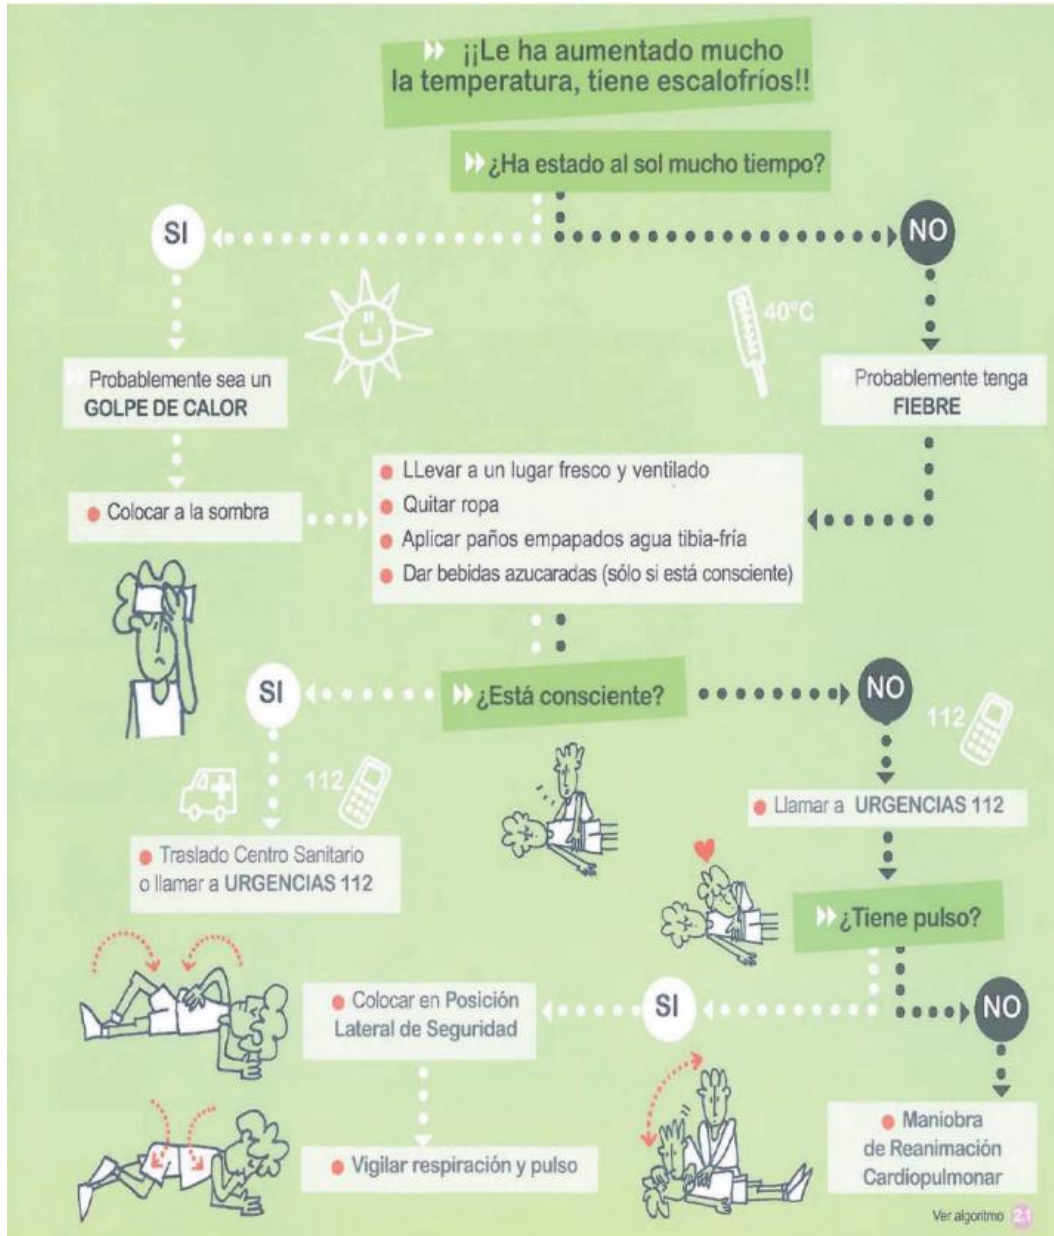 ¡¡Le ha aumentado mucho
la temperatura, tiene escalofríos!!
¿Ha estado al sol mucho tiempo?
SI
NO
40ºC
Probablemente sea un
GOLPE DE CALOR
Probablemente tenga
FIEBRE
Colocar a la sombra
LLevar a un lugar fresco y ventilado
Quitar ropa
Aplicar paños empapados agua tibia-fría
Dar bebidas azucaradas (sólo si está consciente)
¿Está consciente?
SI
NO
112
112
Traslado Centro Sanitario
o llamar a URGENCIAS 112
Llamar a URGENCIAS 112
¿Tiene pulso?
SI
NO
Colocar en Posición
Lateral de Seguridad
Vigilar respiración y pulso
Maniobra
de Reanimación
Cardiopulmonar
Ver algoritmo 2.1